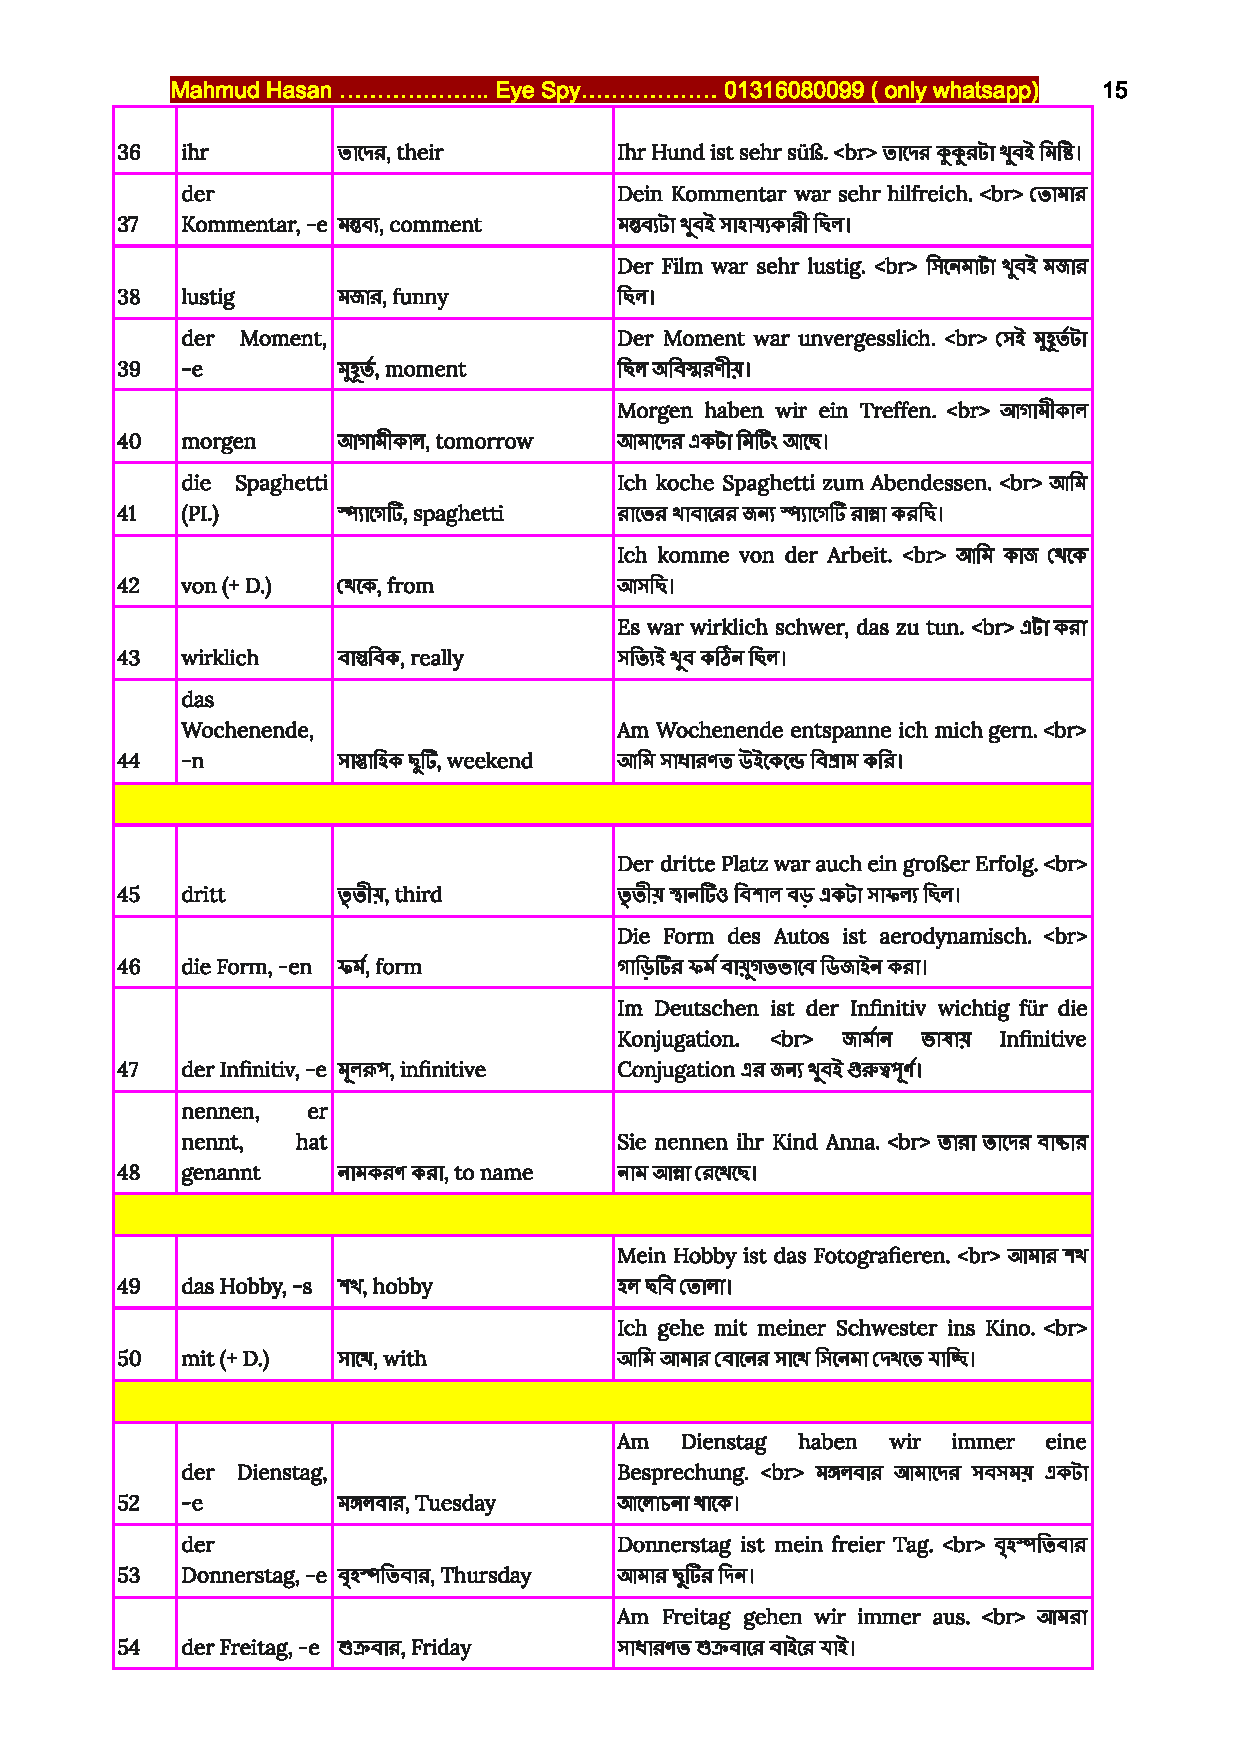 Mahmud Hasan ……………….. Eye Spy……………… 01316080099 ( only whatsapp) 15
36 ihr তাদের, their Ihr Hund ist sehr süß. <br> তাদের কুকুরটা খুবই মিষ্টি।
der Dein Kommentar war sehr hilfreich. <br> তোমার
37 Kommentar, -e মন্তব্য, comment মন্তব্যটা খুবই সাহায্যকারী ছিল।
Der Film war sehr lustig. <br> সিনেমাটা খুবই মজার
38 lustig মজার, funny ছিল।
der Moment, Der Moment war unvergesslich. <br> সেই মুহূর্তটা
39 -e মুহূর্ত, moment ছিল অবিস্মরণীয়।
Morgen haben wir ein Treffen. <br> আগামীকাল
40 morgen আগামীকাল, tomorrow আমাদের একটা মিটিং আছে।
die Spaghetti Ich koche Spaghetti zum Abendessen. <br> আমি
41 (Pl.) স্প্যাগেটি, spaghetti রাতের খাবারের জন্য স্প্যাগেটি রান্না করছি।
Ich komme von der Arbeit. <br> আমি কাজ থেকে
42 von (+ D.) থেকে, from আসছি।
Es war wirklich schwer, das zu tun. <br> এটা করা
43 wirklich বাস্তবিক, really সত্যিই খুব কঠিন ছিল।
das
Wochenende, Am Wochenende entspanne ich mich gern. <br>
44 -n সাপ্তাহিক ছুটি, weekend আমি সাধারণত উইকেন্ডে বিশ্রাম করি।
Der dritte Platz war auch ein großer Erfolg. <br>
45 dritt তৃতীয়, third তৃতীয় স্থানটিও বিশাল বড় একটা সাফল্য ছিল।
Die Form des Autos ist aerodynamisch. <br>
46 die Form, -en ফর্ম, form গাড়িটির ফর্ম বায়ুগতভাবে ডিজাইন করা।
Im Deutschen ist der Infinitiv wichtig für die
Konjugation. <br> জার্মান ভাষায় Infinitive
47 der Infinitiv, -e মূলরূপ, infinitive Conjugation এর জন্য খুবই গুরুত্বপূর্ণ।
nennen, er
nennt, hat Sie nennen ihr Kind Anna. <br> তারা তাদের বাচ্চার
48 genannt নামকরণ করা, to name নাম আন্না রেখেছে।
Mein Hobby ist das Fotografieren. <br> আমার শখ
49 das Hobby, -s শখ, hobby হল ছবি তোলা।
Ich gehe mit meiner Schwester ins Kino. <br>
50 mit (+ D.) সাথে, with আমি আমার বোনের সাথে সিনেমা দেখতে যাচ্ছি।
Am Dienstag haben wir immer eine
der Dienstag, Besprechung. <br> মঙ্গলবার আমাদের সবসময় একটা
52 -e মঙ্গলবার, Tuesday আলোচনা থাকে।
der Donnerstag ist mein freier Tag. <br> বৃহস্পতিবার
53 Donnerstag, -e বৃহস্পতিবার, Thursday আমার ছুটির দিন।
Am Freitag gehen wir immer aus. <br> আমরা
54 der Freitag, -e শুক্রবার, Friday সাধারণত শুক্রবারে বাইরে যাই।